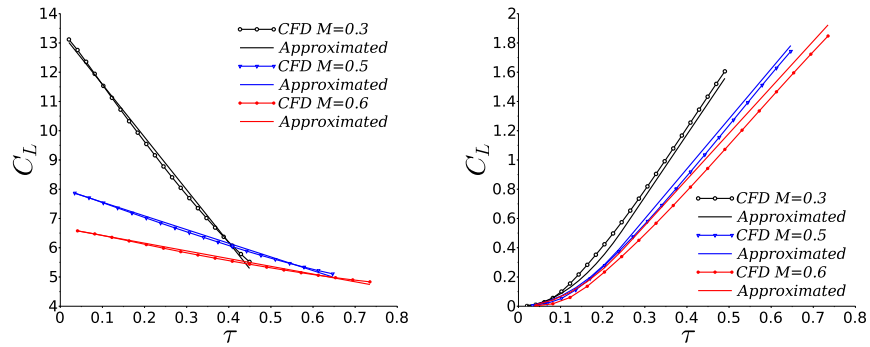 14
13
12
11
10
9
8
7
6
5
4
C_L
0 0.1 0.2 0.3 0.4 0.5 0.6 0.7 0.8
τ
CFD M=0.3
Approximated
CFD M=0.5
Approximated
CFD M=0.6
Approximated
2
1.8
1.6
1.4
1.2
1
0.8
0.6
0.4
0.2
0
C_L
0 0.1 0.2 0.3 0.4 0.5 0.6 0.7 0.8
τ
CFD M=0.3
Approximated
CFD M=0.5
Approximated
CFD M=0.6
Approximated